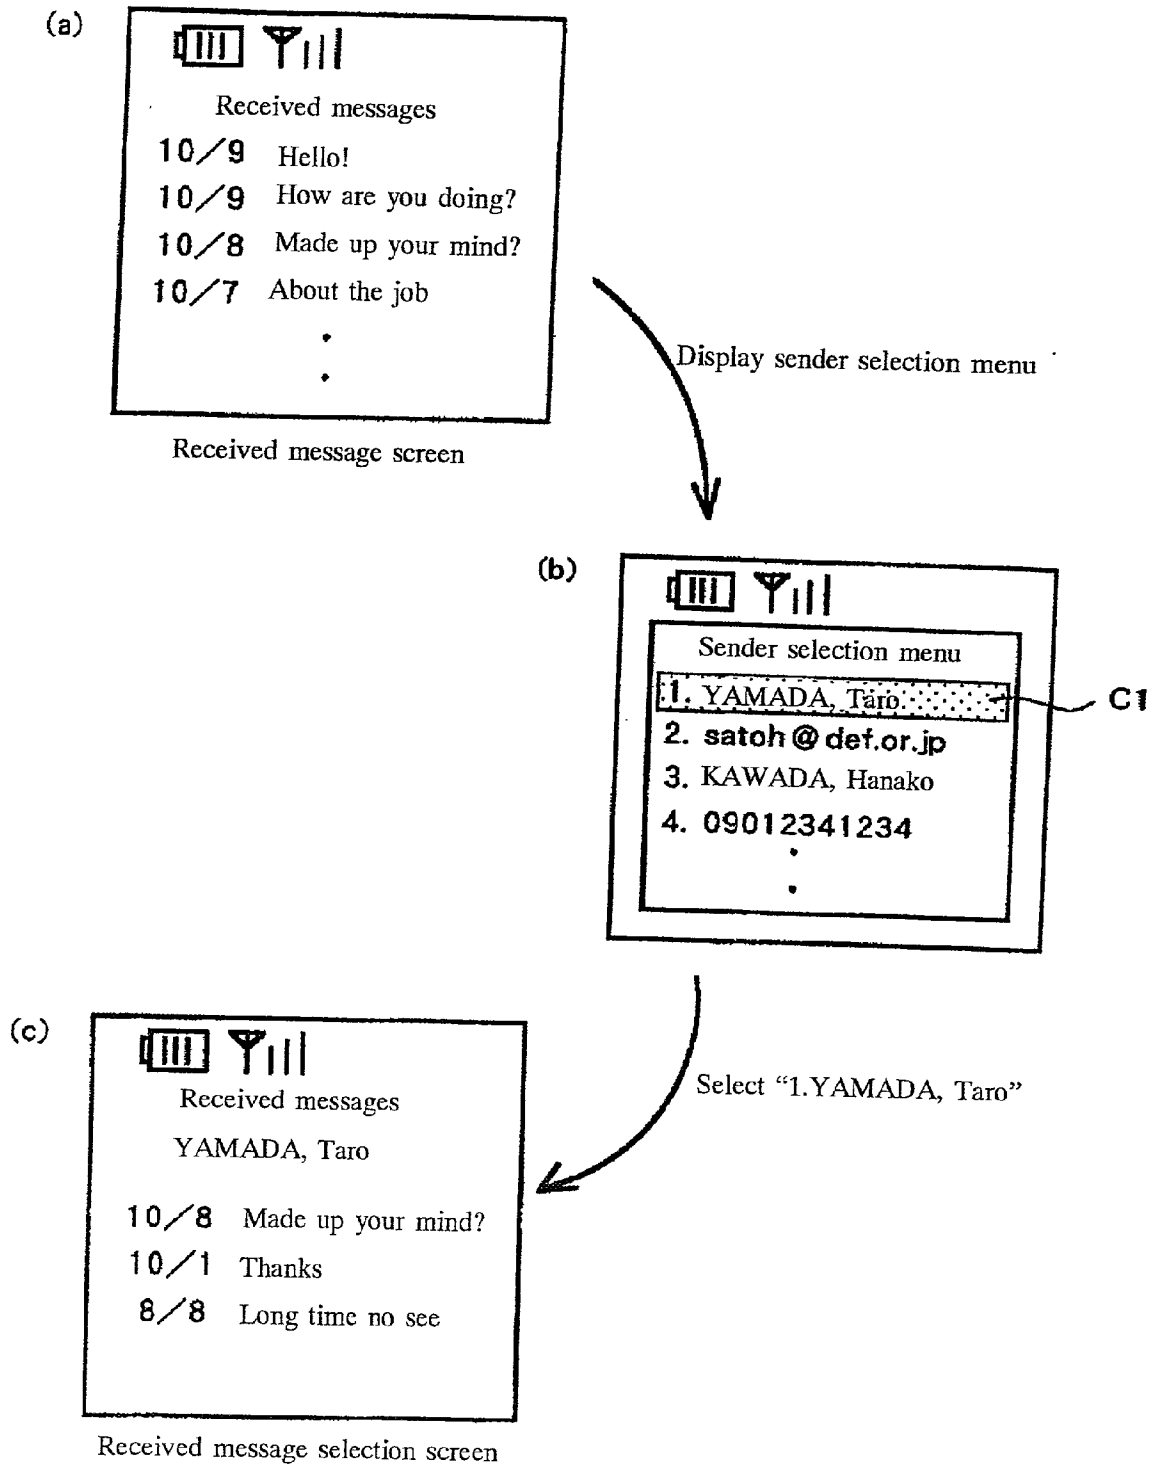 (a)
Received messages
10/9 Hello!
10/9 How are you doing?
10/8 Made up your mind?
10/7 About the job
Received message screen
Display sender selection menu
(b)
Sender selection menu
1. YAMADA, Taro
C1
2. satoh@def.or.jp
3. KAWADA, Hanako
4. 09012341234
Select “1.YAMADA, Taro”
(c)
Received messages
YAMADA, Taro
10/8 Made up your mind?
10/1 Thanks
8/8 Long time no see
Received message selection screen